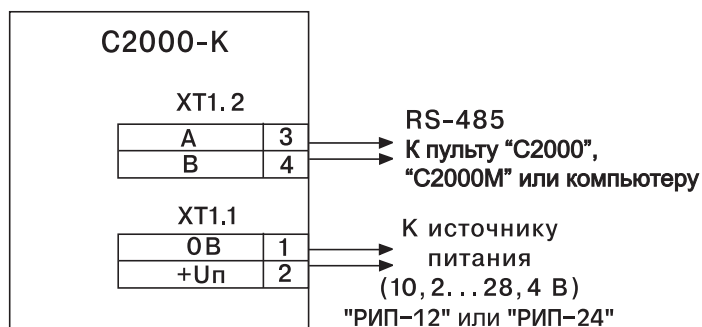 С2000-К
XT1.2
A 3
B 4
RS-485
К пульту “С2000”,
“С2000М” или компьютеру
XT1.1
0В 1
+Uп 2
К источнику
питания
(10,2...28,4 В)
"РИП-12" или "РИП-24"